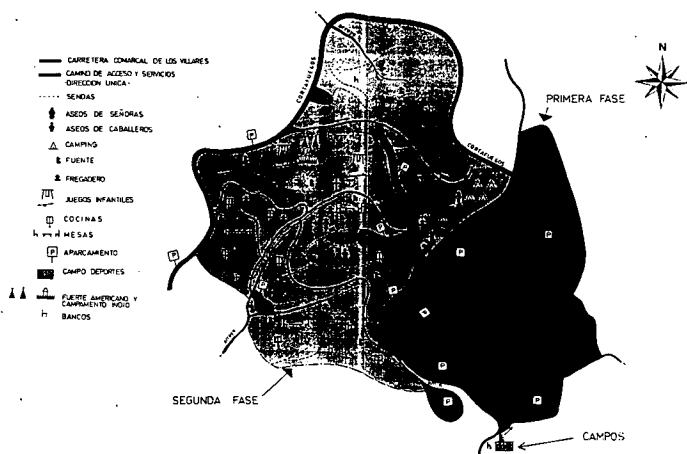 CARRETERA COMARCAL DE LOS VILLARES
CAMINO DE ACCESO Y SERVICIOS
DIRECCION UNICA
SENDAS
ASEOS DE SEÑORAS
ASEOS DE CABALLEROS
CAMPING
FUENTE
FREGADERO
JUEGOS INFANTILES
COCINAS
MESAS
P APARCAMIENTO
CAMPO DEPORTES
FUERTE AMERICANO Y
CAMPAMENTO INDIO
BANCOS
N
PRIMERA FASE
CORTAFUEGOS
CORTAFUEGOS
P
P
P
P
P
P
P
P
P
P
P
P
P
SEGUNDA FASE
CAMPOS